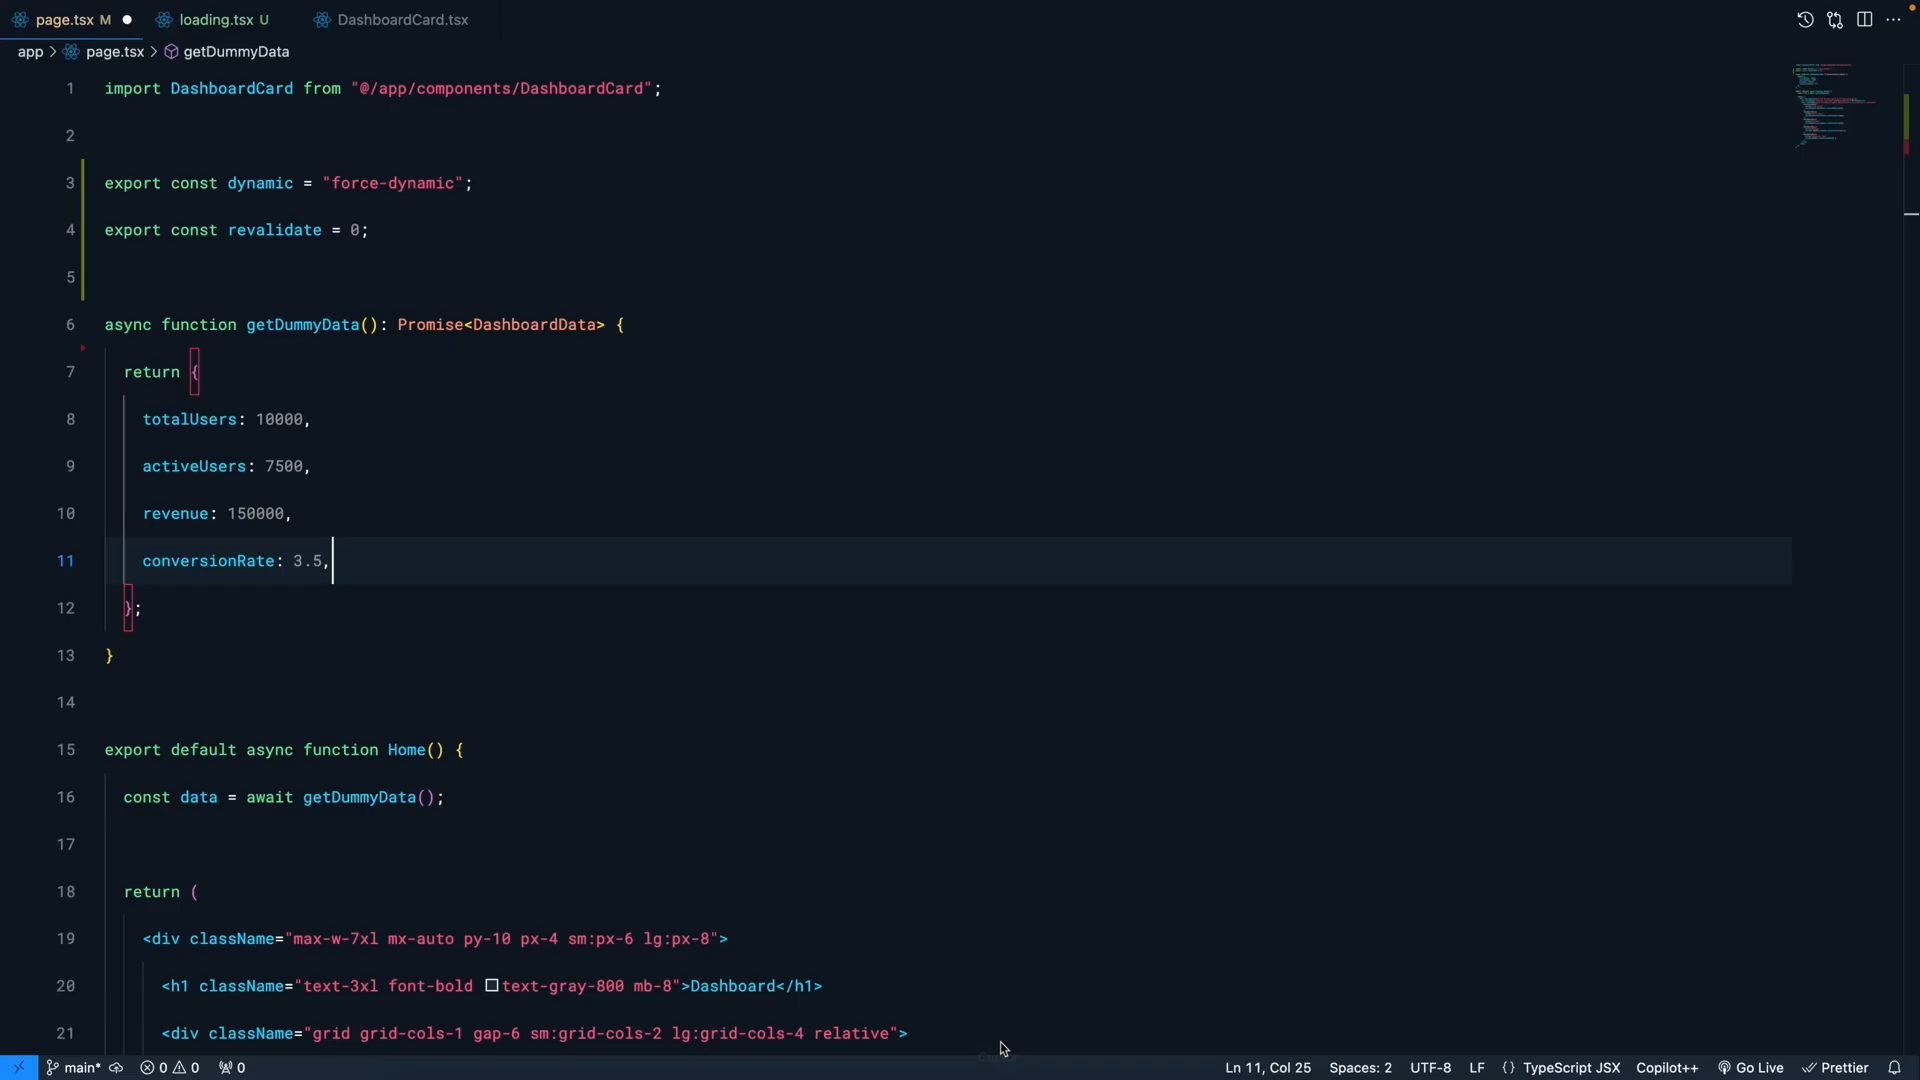 page.tsx M
loading.tsx U
DashboardCard.tsx
app > page.tsx > getDummyData
1 import DashboardCard from "@/app/components/DashboardCard";
2
3 export const dynamic = "force-dynamic";
4 export const revalidate = 0;
5
6 async function getDummyData(): Promise<DashboardData> {
7 return {
8 totalUsers: 10000,
9 activeUsers: 7500,
10 revenue: 150000,
11 conversionRate: 3.5,
12 };
13 }
14
15 export default async function Home() {
16 const data = await getDummyData();
17
18 return (
19 <div className="max-w-7xl mx-auto py-10 px-4 sm:px-6 lg:px-8">
20 <h1 className="text-3xl font-bold text-gray-800 mb-8">Dashboard</h1>
21 <div className="grid grid-cols-1 gap-6 sm:grid-cols-2 lg:grid-cols-4 relative">
main* 0 0 0 Ln 11, Col 25 Spaces: 2 UTF-8 LF {} TypeScript JSX Copilot++ Go Live Prettier